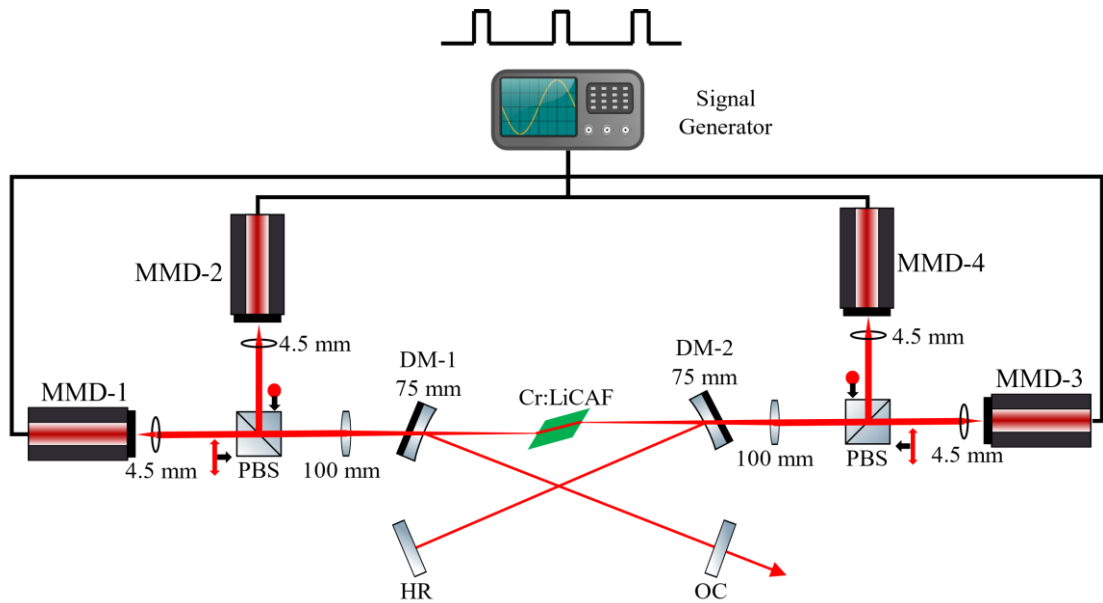 Signal
Generator
MMD-2
MMD-4
4.5 mm
4.5 mm
DM-1
75 mm
DM-2
75 mm
Cr:LiCAF
MMD-1
MMD-3
4.5 mm
PBS
100 mm
100 mm
PBS
4.5 mm
HR
OC